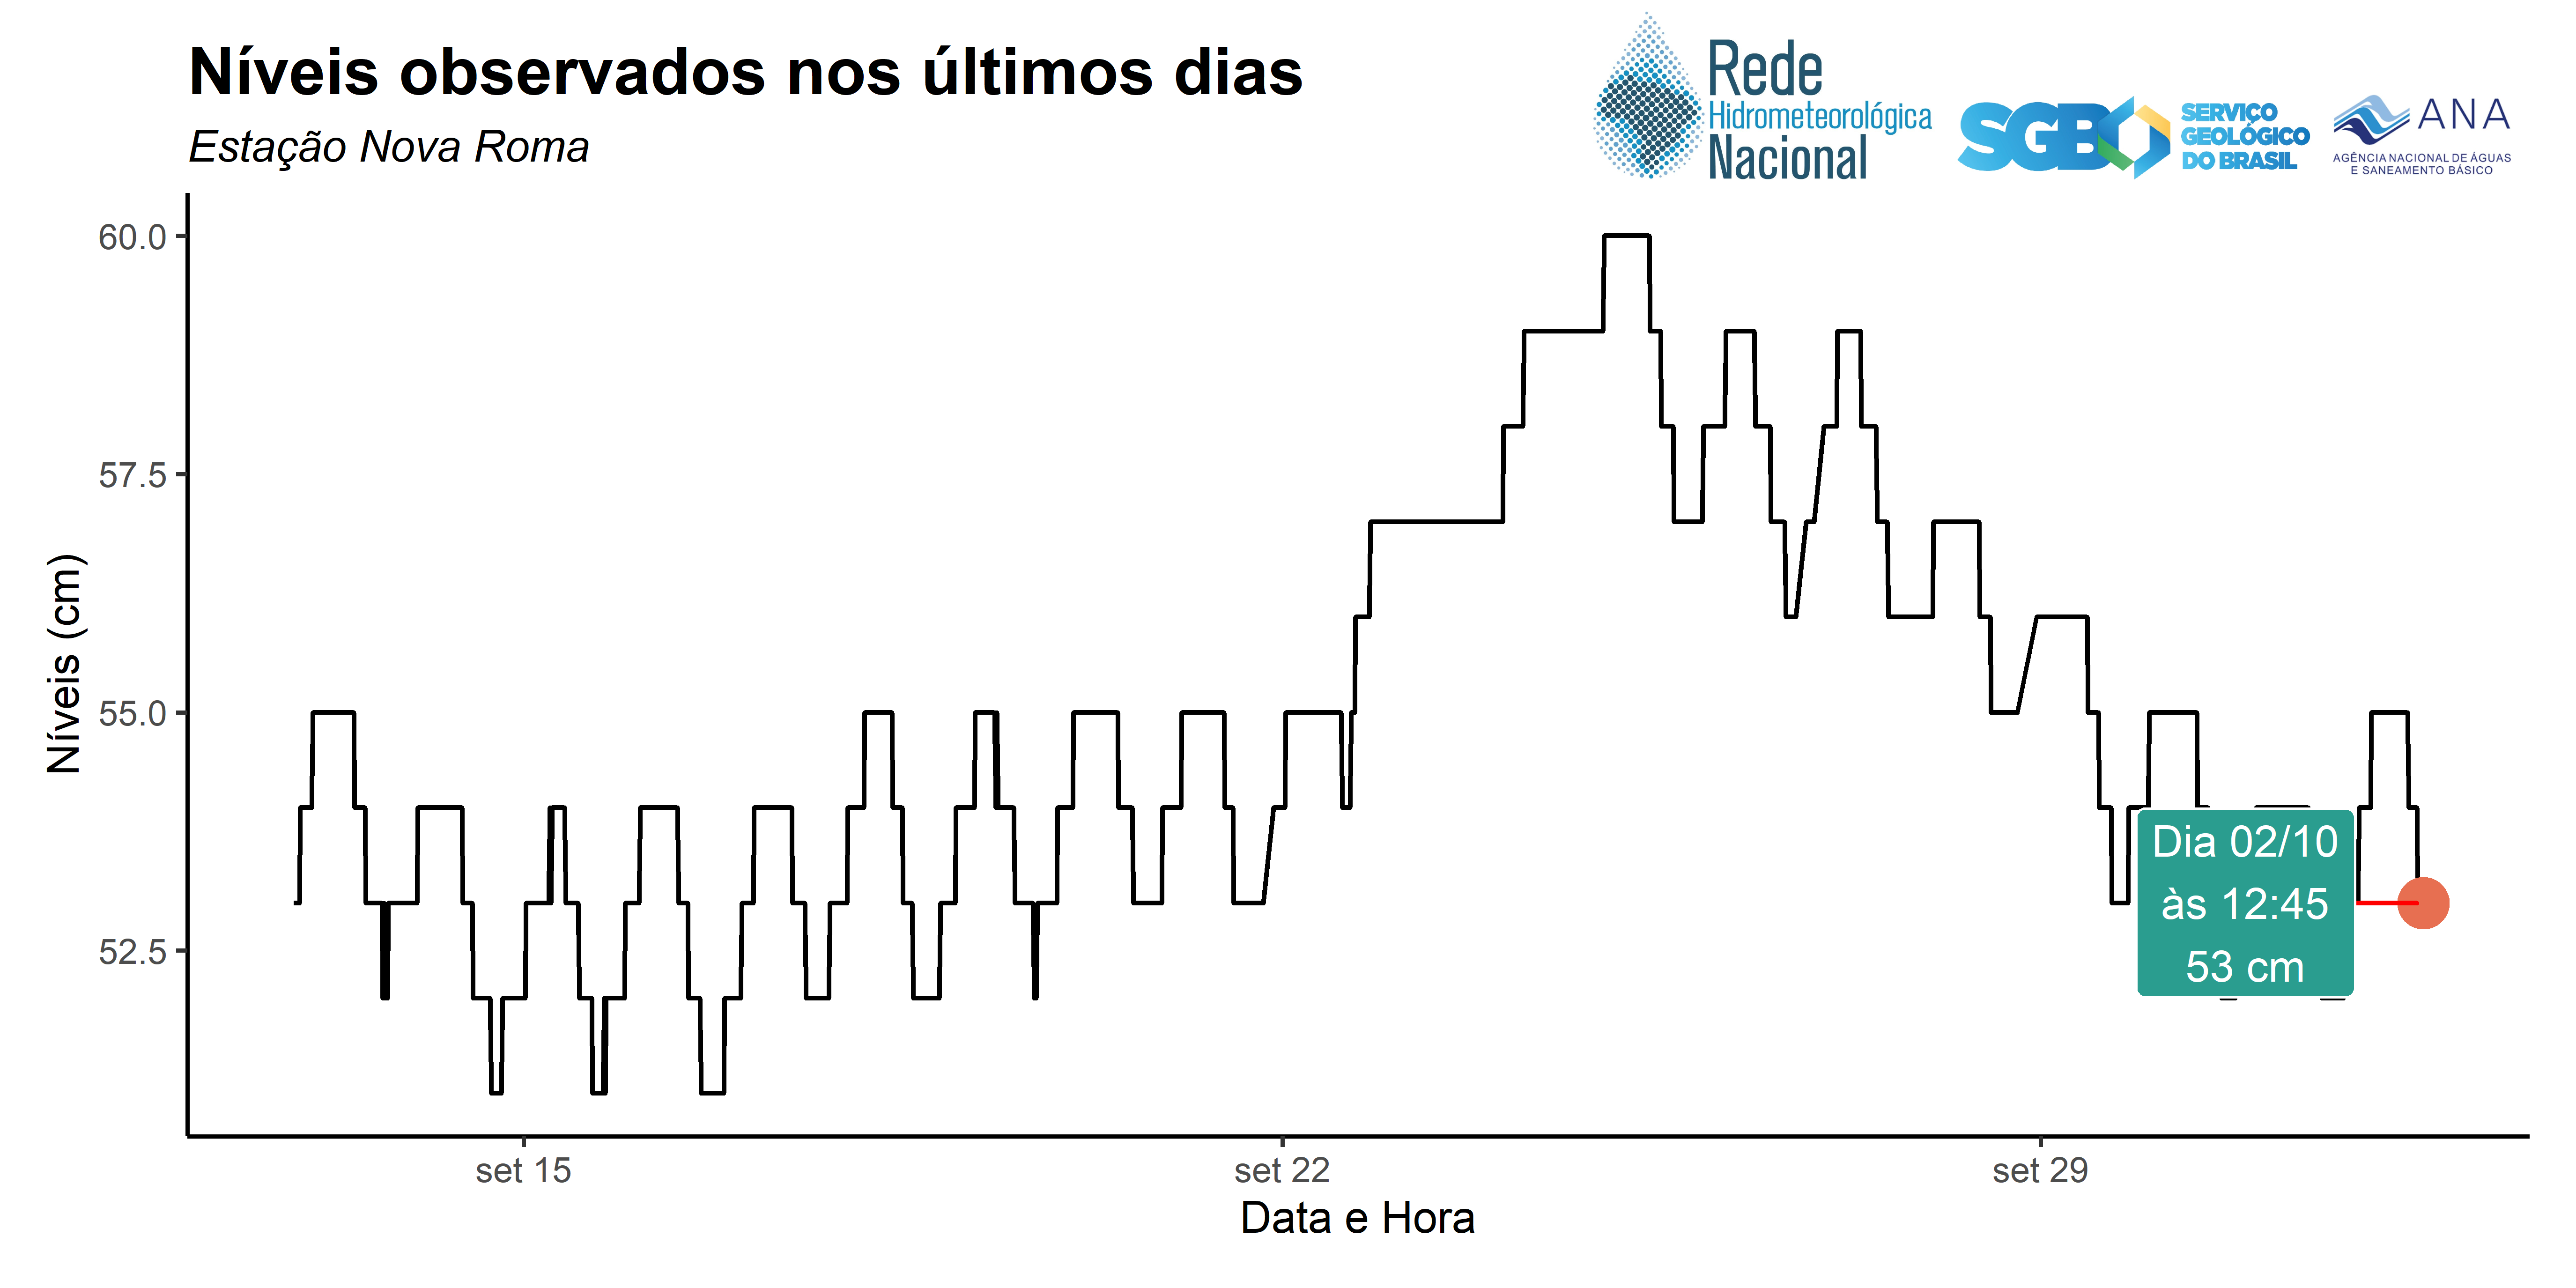 Níveis observados nos últimos dias
Estação Nova Roma
Rede
Hidrometeorológica
Nacional
SGB
SERVIÇO
GEOLÓGICO
DO BRASIL
ANA
AGÊNCIA NACIONAL DE ÁGUAS
E SANEAMENTO BÁSICO
60.0
57.5
55.0
52.5
Níveis (cm)
Dia 02/10
às 12:45
53 cm
set 15
set 22
set 29
Data e Hora